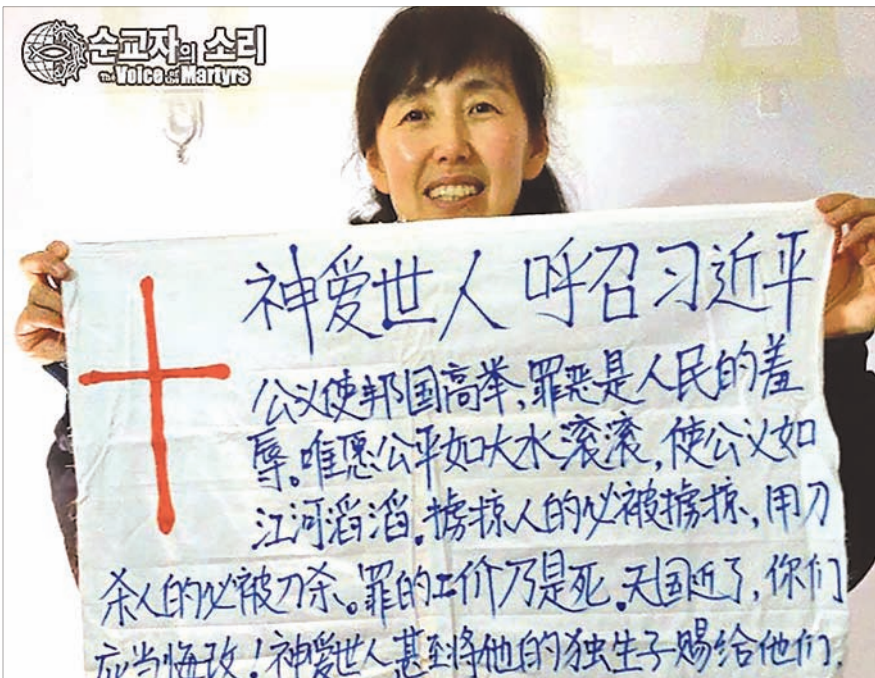 순교자의 소리
The Voice of the Martyrs
神爱世人 呼召习近平
公义使邦国高举,罪恶是人民的羞
辱。唯愿公平如大水滚滚,使公义如
江河滔滔。掳掠人的必被掳掠,用刀
杀人的必被刀杀。罪的工价乃是死。天国近了,你们
应当悔改!神爱世人甚至将他的独生子赐给他们.